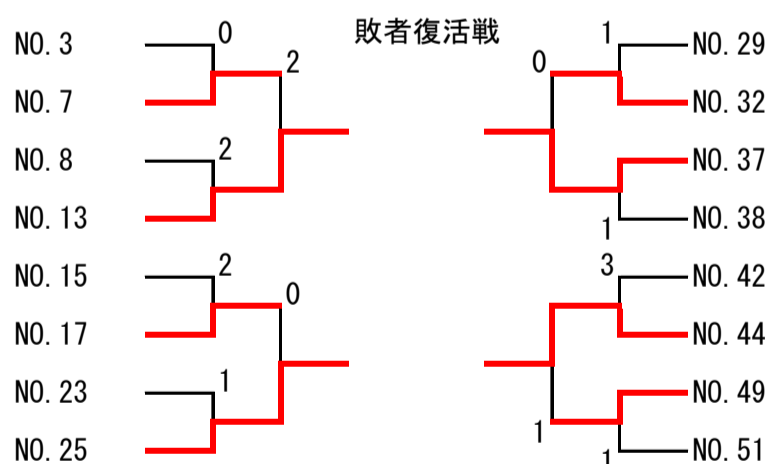 敗者復活戦
NO. 3
0
2
NO. 7
NO. 8
2
NO. 13
NO. 15
2
0
NO. 17
NO. 23
1
NO. 25
1
NO. 29
0
NO. 32
NO. 37
1
NO. 38
3
NO. 42
NO. 44
NO. 49
1
1
NO. 51